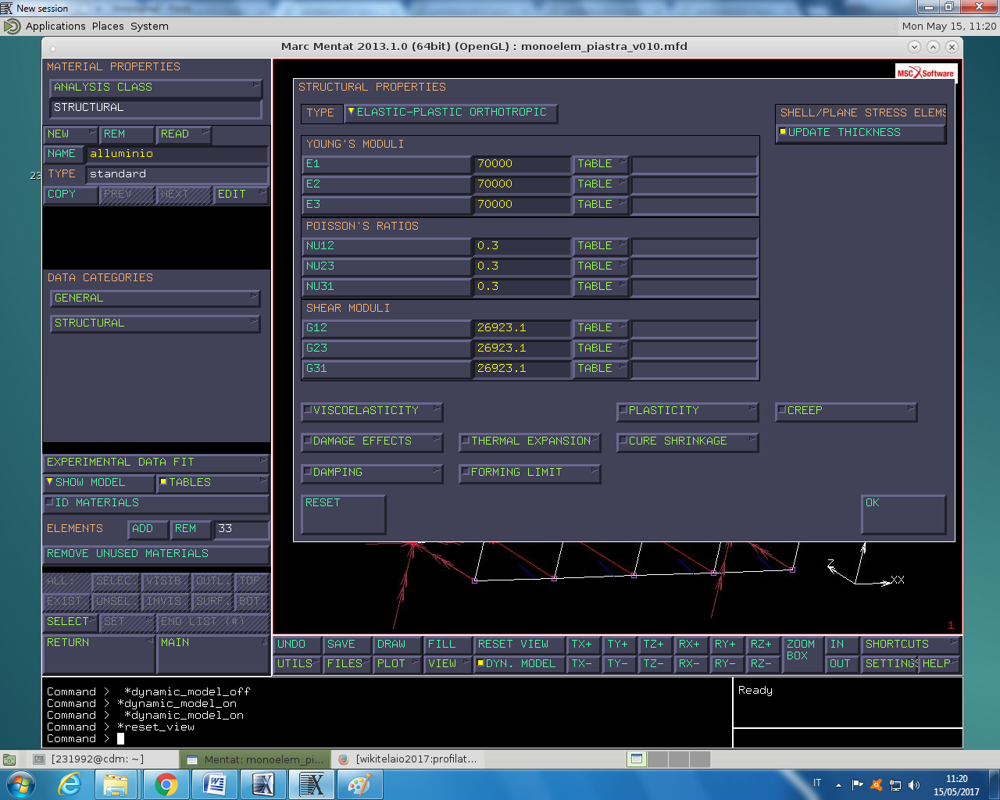 New session
Applications Places System
Mon May 15, 11:20
Marc Mentat 2013.1.0 (64bit) (OpenGL) : monoelem_piastra_v010.mfd
MATERIAL PROPERTIES
ANALYSIS CLASS
STRUCTURAL
NEW REM READ
NAME alluminio
TYPE standard
COPY PREV NEXT EDIT
23
DATA CATEGORIES
GENERAL
STRUCTURAL
EXPERIMENTAL DATA FIT
SHOW MODEL TABLES
ID MATERIALS
ELEMENTS ADD REM 33
REMOVE UNUSED MATERIALS
ALL: SELEC. VISIB. OUTL. TOP
EXIST. UNSEL. INVIS. SURF. BOT.
SELECT SET END LIST (#)
RETURN MAIN
MSC Software
STRUCTURAL PROPERTIES
TYPE ELASTIC-PLASTIC ORTHOTROPIC
SHELL/PLANE STRESS ELEMS
UPDATE THICKNESS
YOUNG'S MODULI
E1 70000 TABLE
E2 70000 TABLE
E3 70000 TABLE
POISSON'S RATIOS
NU12 0.3 TABLE
NU23 0.3 TABLE
NU31 0.3 TABLE
SHEAR MODULI
G12 26923.1 TABLE
G23 26923.1 TABLE
G31 26923.1 TABLE
VISCOELASTICITY PLASTICITY CREEP
DAMAGE EFFECTS THERMAL EXPANSION CURE SHRINKAGE
DAMPING FORMING LIMIT
RESET OK
Z
XX
1
UNDO SAVE DRAW FILL RESET VIEW TX+ TY+ TZ+ RX+ RY+ RZ+ ZOOM BOX IN SHORTCUTS
UTILS FILES PLOT VIEW DYN. MODEL TX- TY- TZ- RX- RY- RZ- OUT SETTINGS HELP
Command > *dynamic_model_off
Command > *dynamic_model_on
Command > *dynamic_model_on
Command > *reset_view
Command >
Ready
[231992@cdm: ~]
Mentat: monoelem_pi...
[wikitelaio2017:profilat...
IT
11:20
15/05/2017